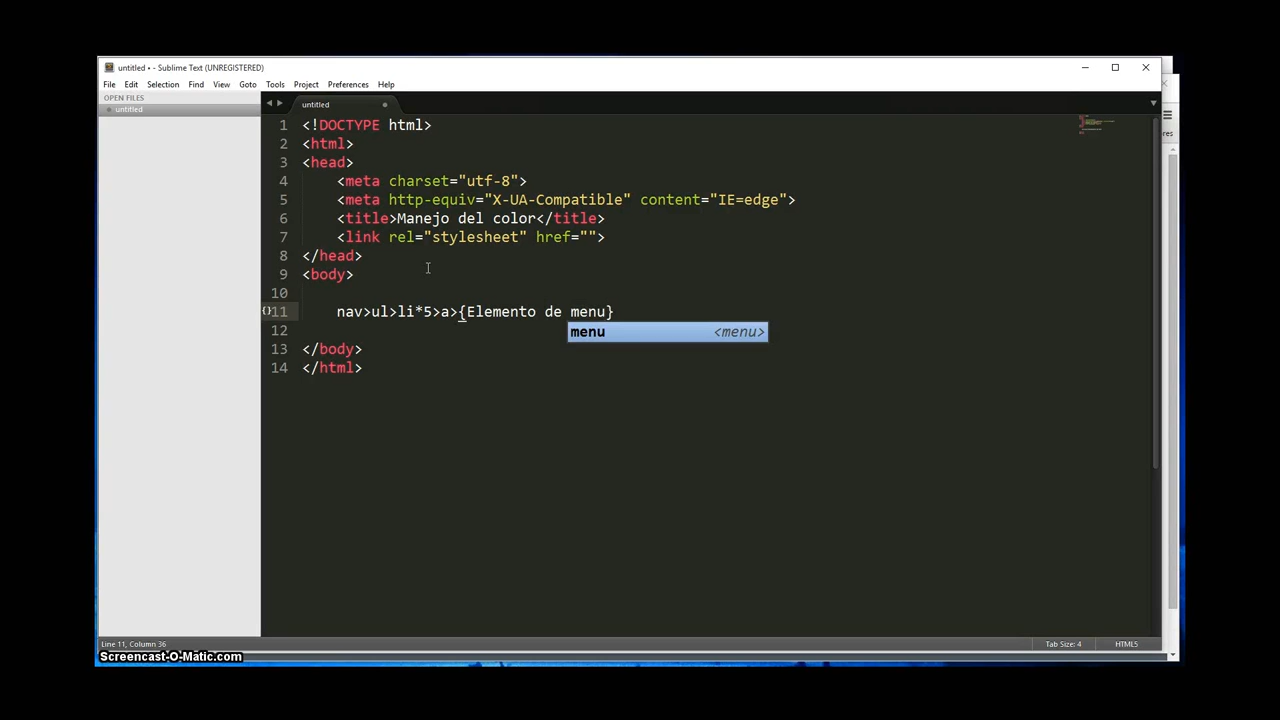 untitled • - Sublime Text (UNREGISTERED)
File Edit Selection Find View Goto Tools Project Preferences Help
OPEN FILES
untitled
untitled
1 <!DOCTYPE html>
2 <html>
3 <head>
4 <meta charset="utf-8">
5 <meta http-equiv="X-UA-Compatible" content="IE=edge">
6 <title>Manejo del color</title>
7 <link rel="stylesheet" href="">
8 </head>
9 <body>
10
{}11 nav>ul>li*5>a>{Elemento de menu}
menu <menu>
12
13 </body>
14 </html>
Line 11, Column 36
Tab Size: 4 HTML5
Screencast-O-Matic.com